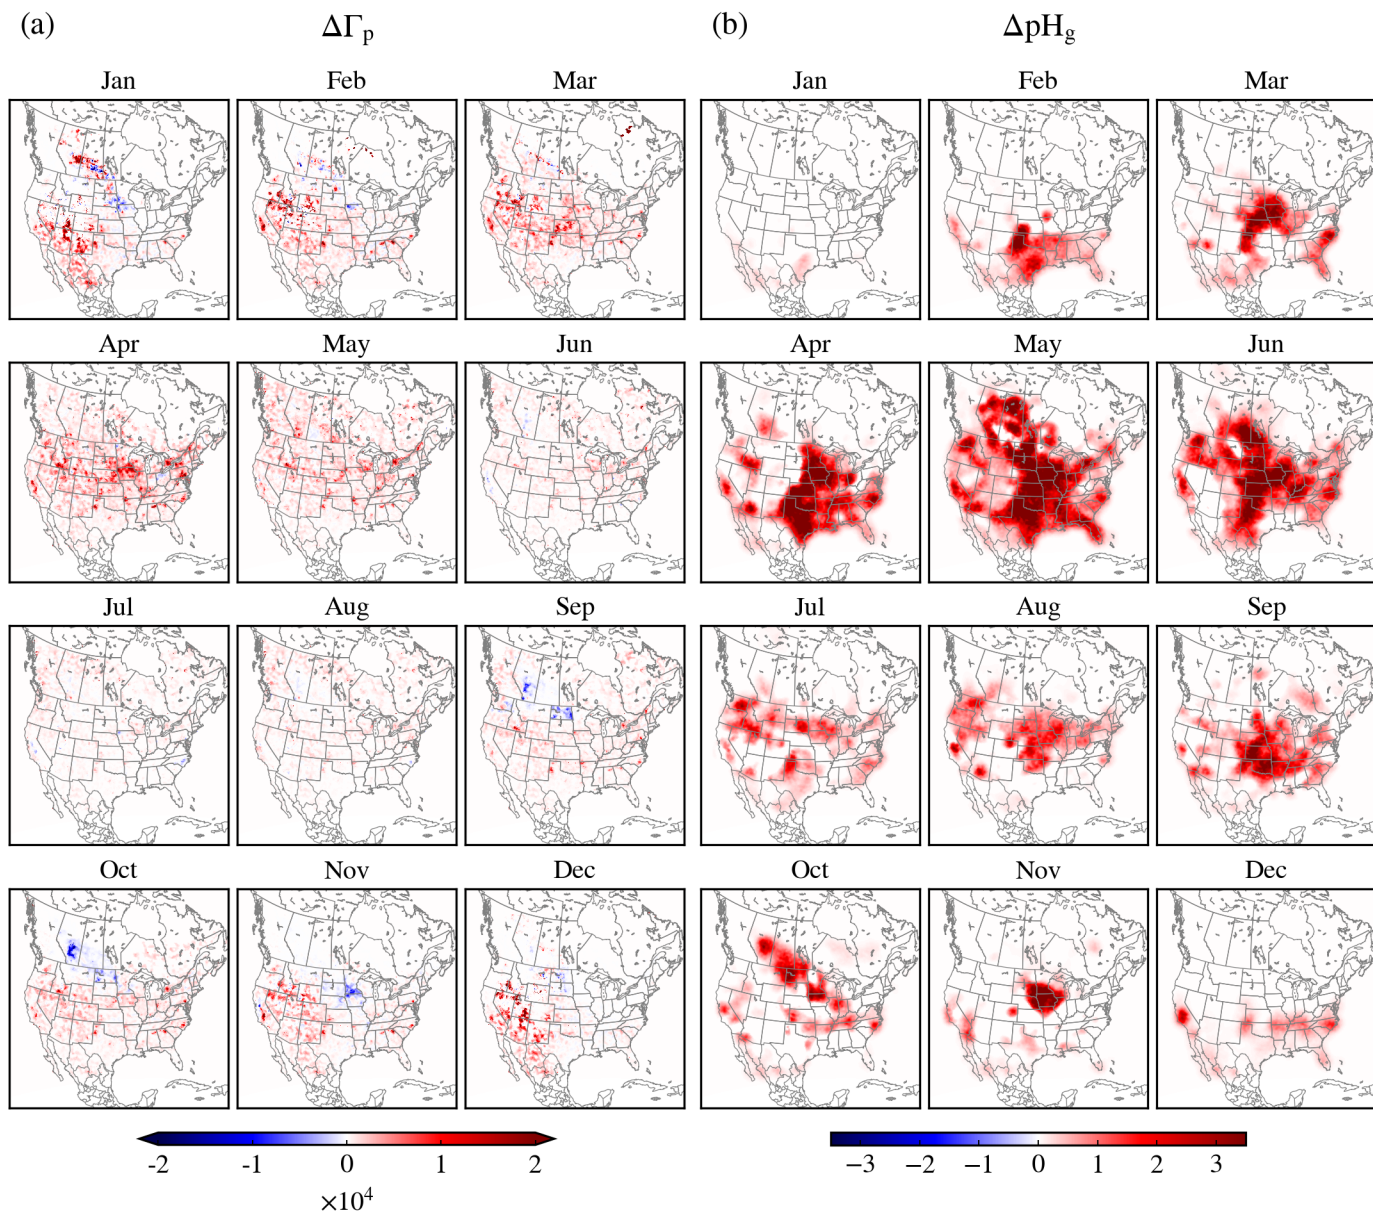 (a) ΔΓp (b) ΔpHg
Jan Feb Mar Jan Feb Mar
Apr May Jun Apr May Jun
Jul Aug Sep Jul Aug Sep
Oct Nov Dec Oct Nov Dec
-2 -1 0 1 2 −3 −2 −1 0 1 2 3
×10⁴